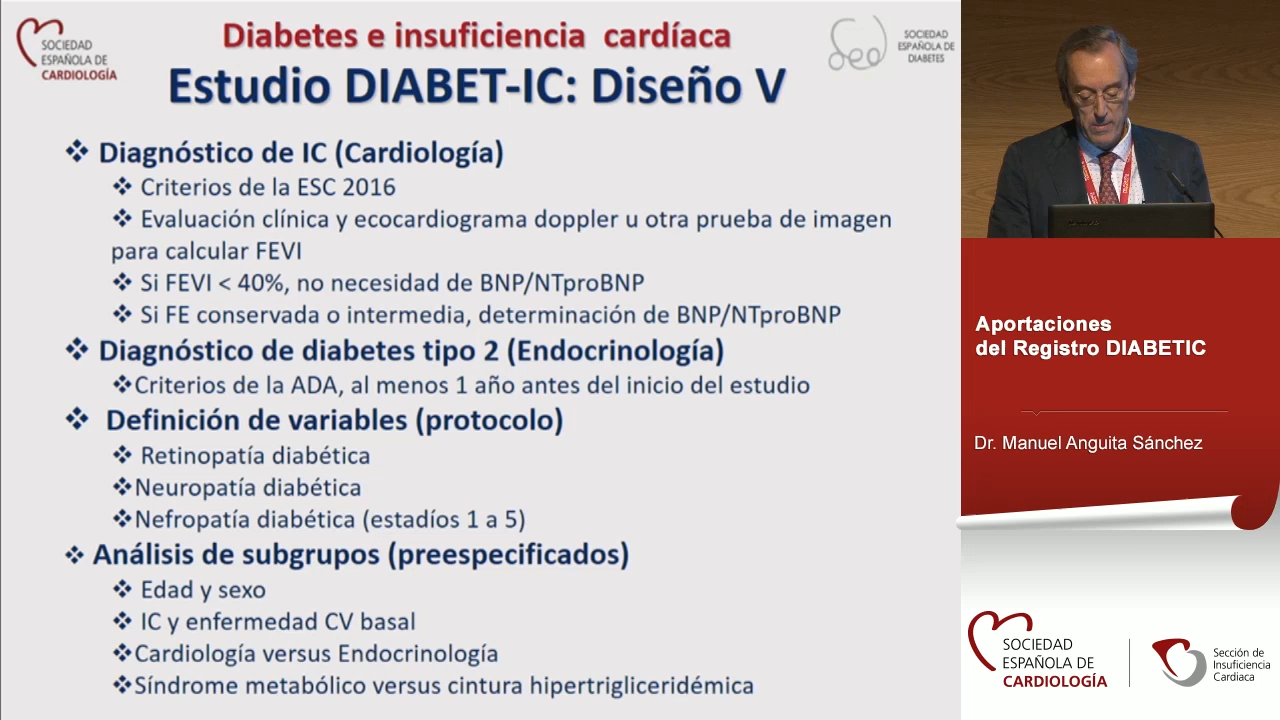 SOCIEDAD
ESPAÑOLA DE
CARDIOLOGÍA
Diabetes e insuficiencia cardíaca
Estudio DIABET-IC: Diseño V
sed
SOCIEDAD
ESPAÑOLA DE
DIABETES
Diagnóstico de IC (Cardiología)
Criterios de la ESC 2016
Evaluación clínica y ecocardiograma doppler u otra prueba de imagen
para calcular FEVI
Si FEVI < 40%, no necesidad de BNP/NTproBNP
Si FE conservada o intermedia, determinación de BNP/NTproBNP
Diagnóstico de diabetes tipo 2 (Endocrinología)
Criterios de la ADA, al menos 1 año antes del inicio del estudio
Definición de variables (protocolo)
Retinopatía diabética
Neuropatía diabética
Nefropatía diabética (estadíos 1 a 5)
Análisis de subgrupos (preespecificados)
Edad y sexo
IC y enfermedad CV basal
Cardiología versus Endocrinología
Síndrome metabólico versus cintura hipertrigliceridémica
Aportaciones
del Registro DIABETIC
Dr. Manuel Anguita Sánchez
SOCIEDAD
ESPAÑOLA DE
CARDIOLOGÍA
Sección de
Insuficiencia
Cardiaca